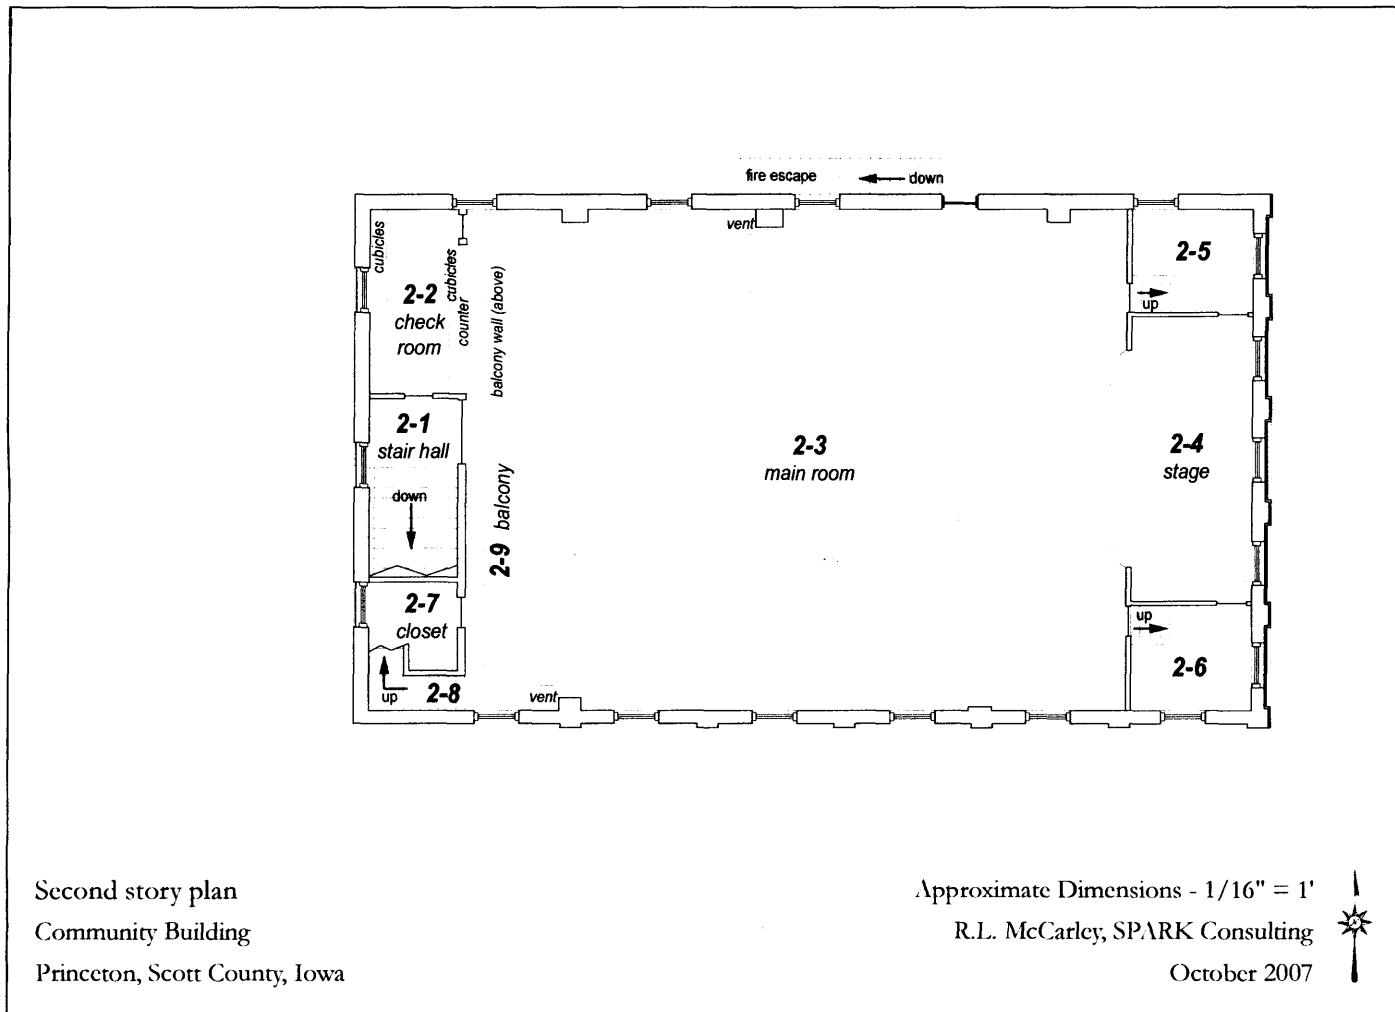 fire escape
down
vent
cubicles
cubicles
counter
balcony wall (above)
2-2
check
room
2-5
up
2-1
stair hall
down
2-3
main room
2-4
stage
2-9 balcony
2-7
closet
up
2-8
vent
up
2-6
Second story plan
Community Building
Princeton, Scott County, Iowa
Approximate Dimensions - 1/16" = 1'
R.L. McCarley, SPARK Consulting
October 2007